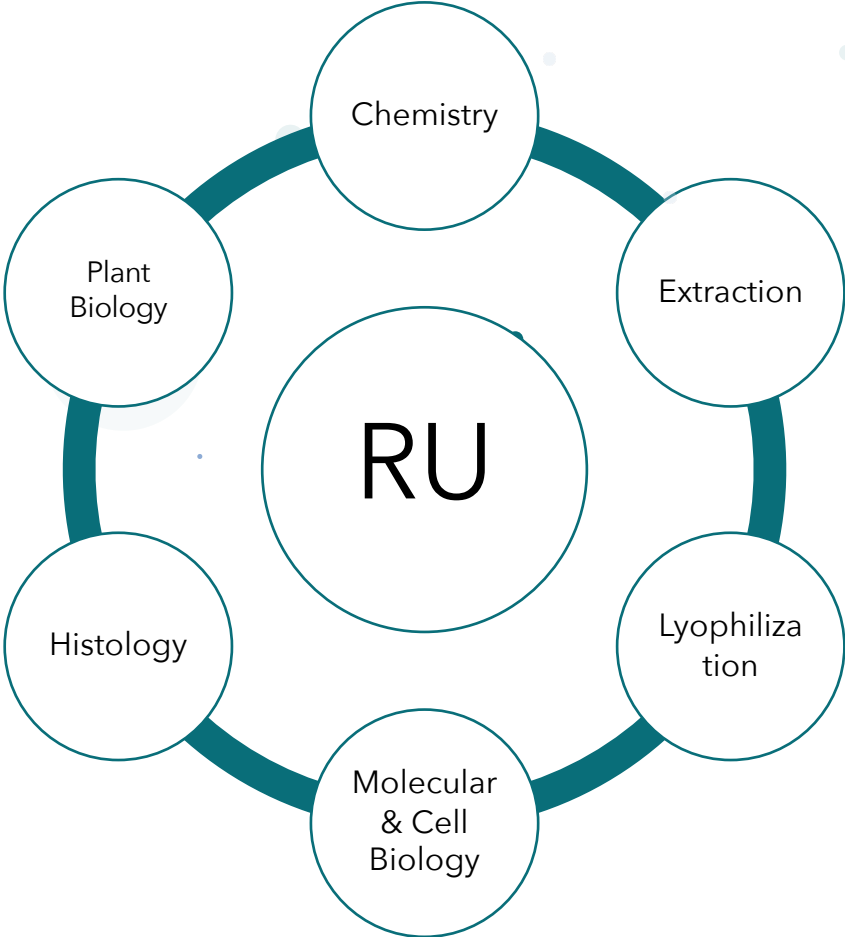 Chemistry
Extraction
Lyophiliza
tion
Molecular
& Cell
Biology
Histology
Plant
Biology
RU